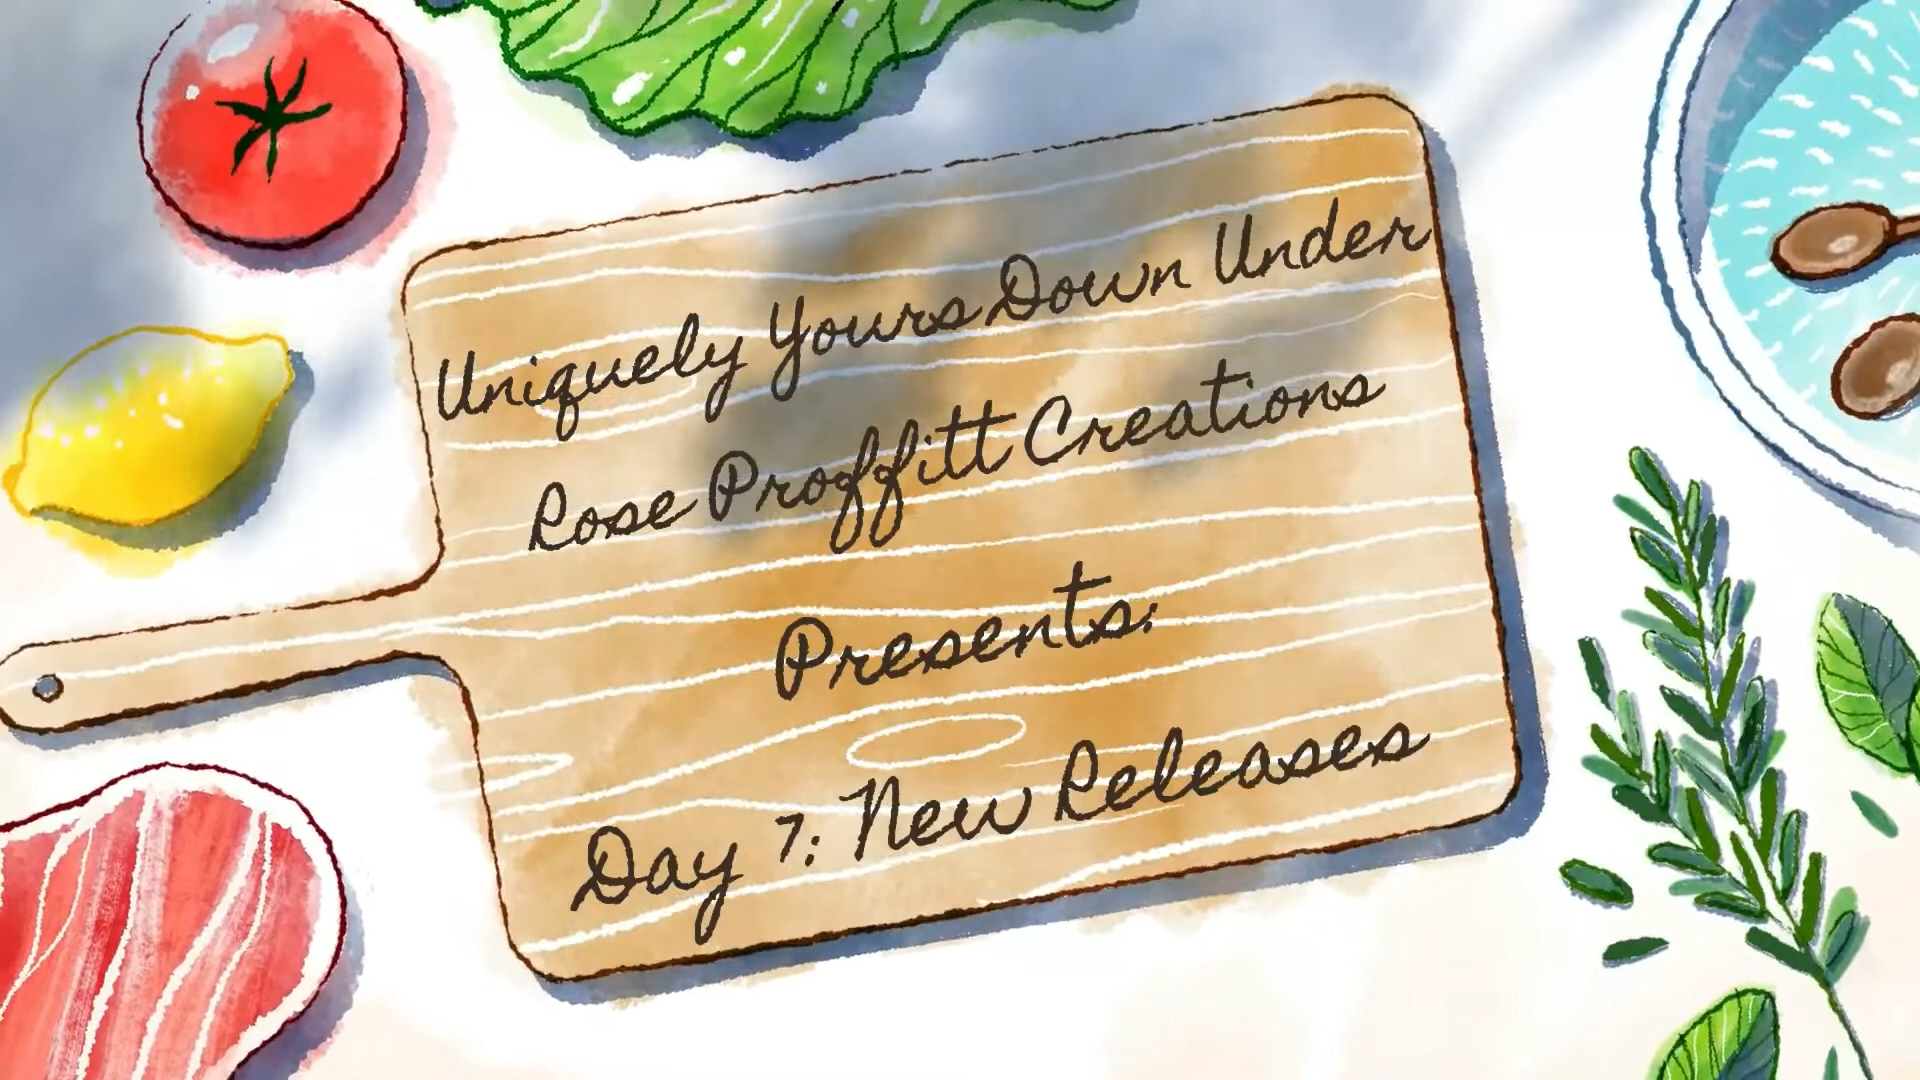 Uniquely Yours Down Under
Rose Proffitt Creations
Presents:
Day 7: New Releases